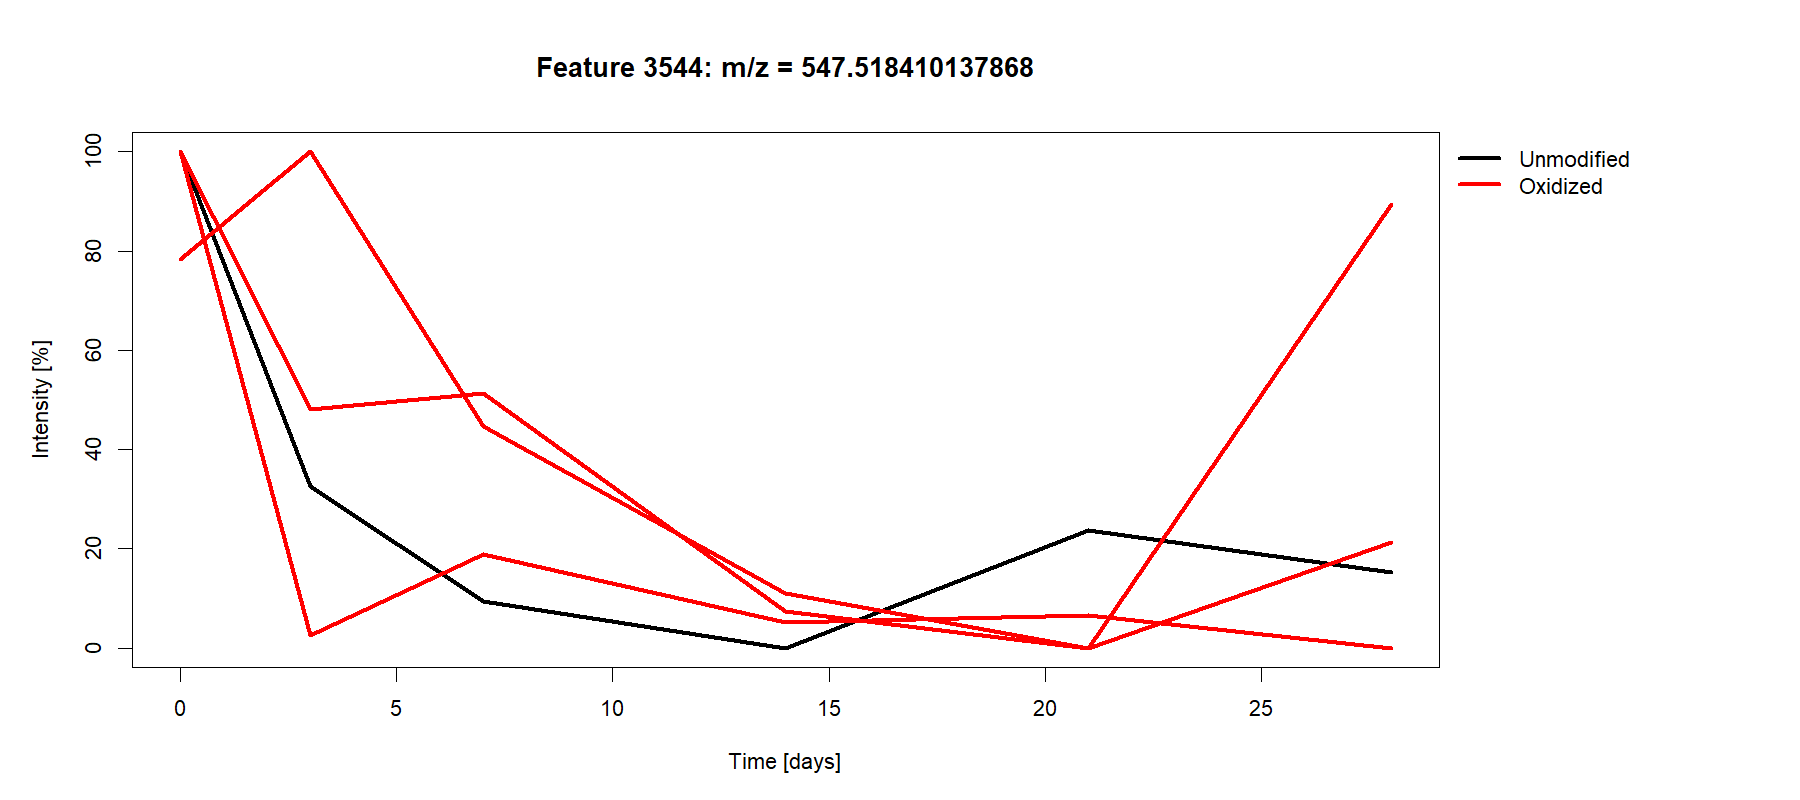 Feature 3544: m/z = 547.518410137868
Unmodified
Oxidized
Intensity [%]
100
80
60
40
20
0
0 5 10 15 20 25
Time [days]